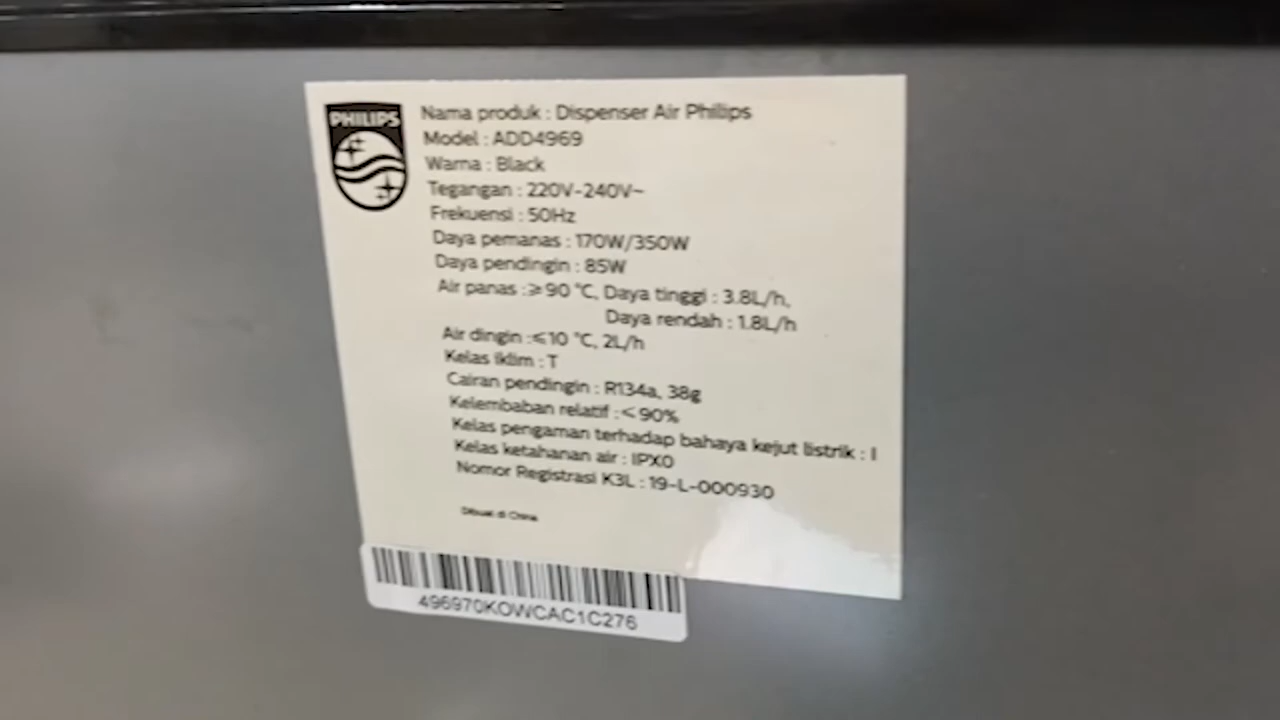 PHILIPS
Nama produk : Dispenser Air Philips
Model : ADD4969
Warna : Black
Tegangan : 220V-240V~
Frekuensi : 50Hz
Daya pemanas : 170W/350W
Daya pendingin : 85W
Air panas :≥90 °C, Daya tinggi : 3.8L/h,
Daya rendah : 1.8L/h
Air dingin :≤10 °C, 2L/h
Kelas iklim : T
Cairan pendingin : R134a, 38g
Kelembaban relatif :≤90%
Kelas pengaman terhadap bahaya kejut listrik : I
Kelas ketahanan air : IPX0
Nomor Registrasi K3L : 19-L-000930
Dibuat di China
496970KOWCAC1C276